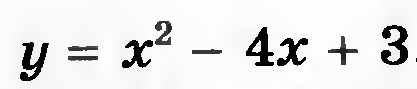 y = x² − 4x + 3.